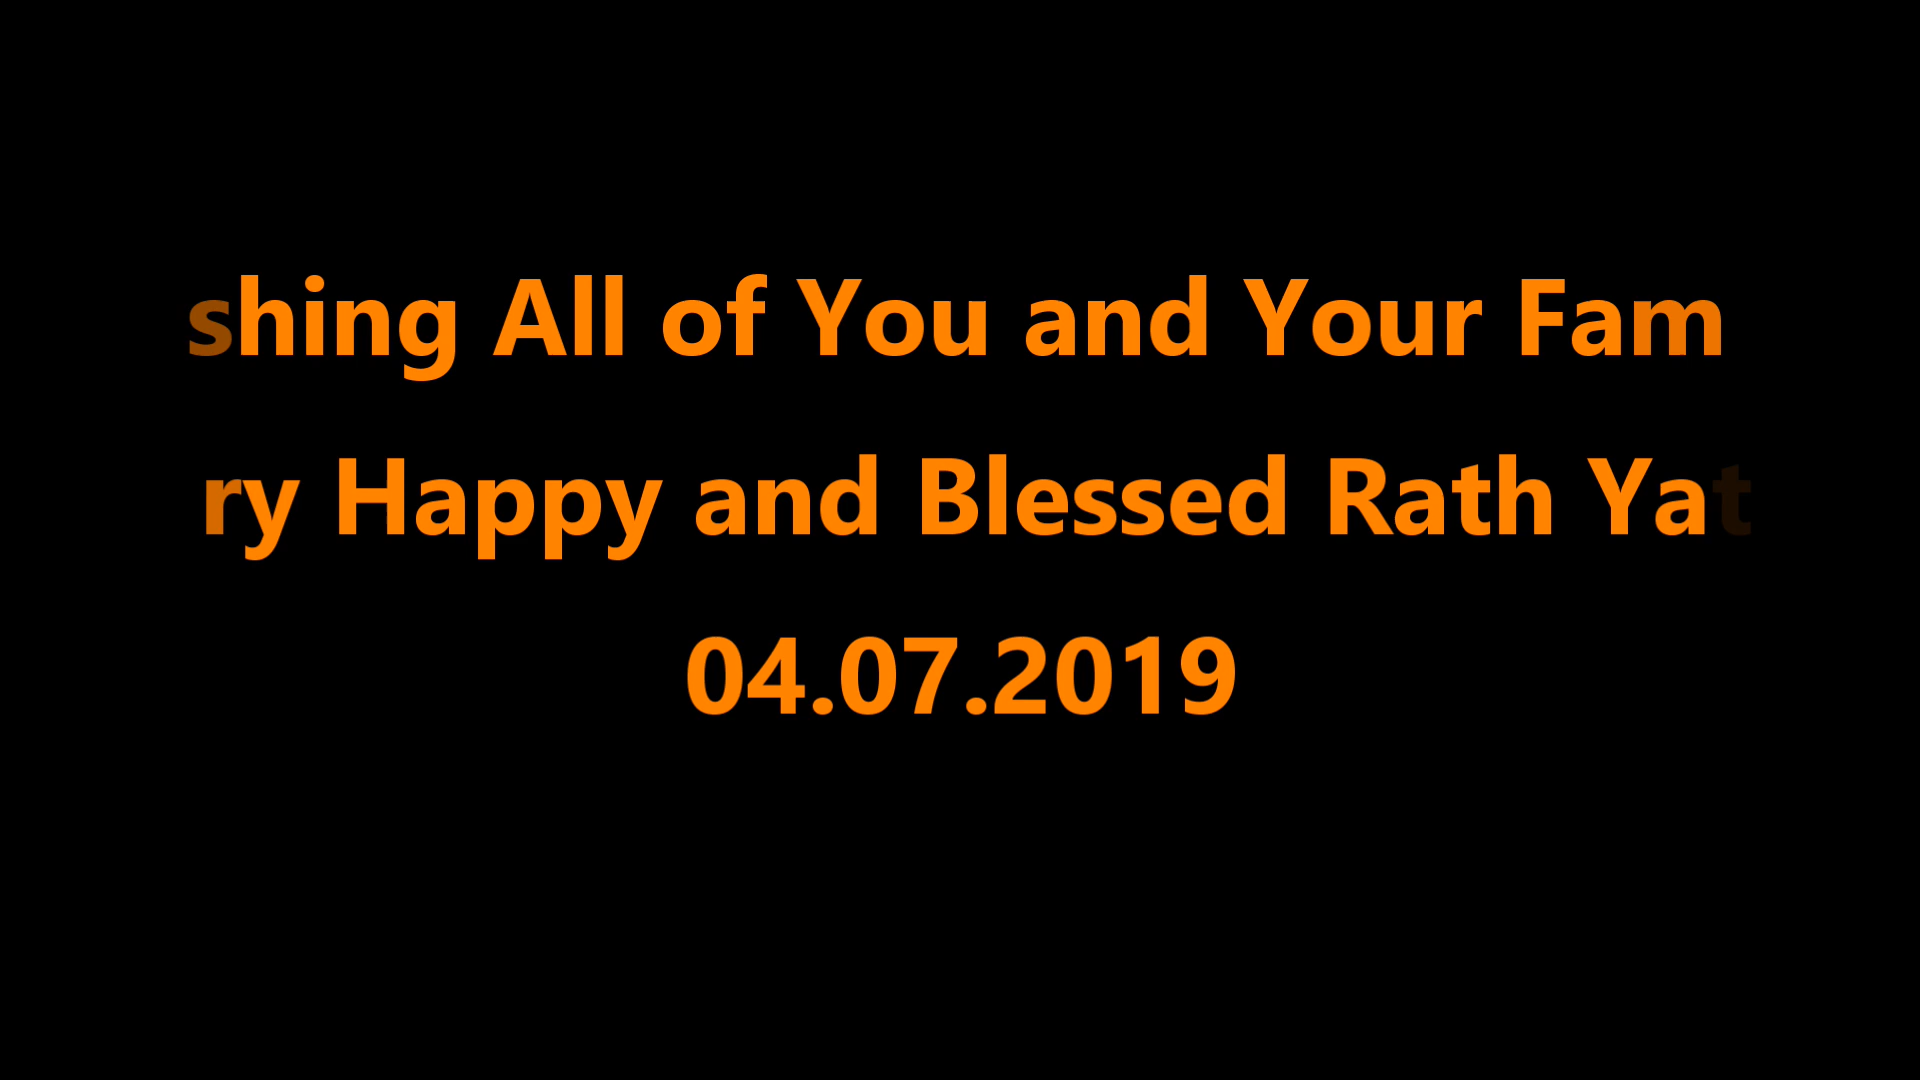 shing All of You and Your Fam
ry Happy and Blessed Rath Yat
04.07.2019